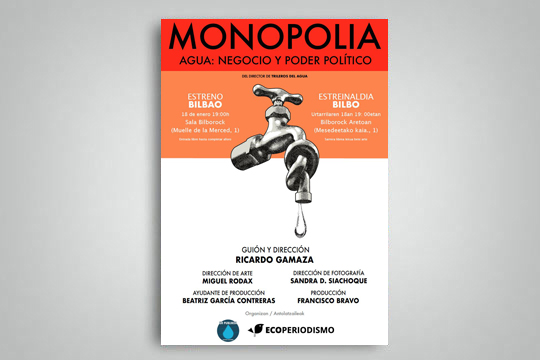 MONOPOLIA
AGUA: NEGOCIO Y PODER POLÍTICO
DEL DIRECTOR DE TRILEROS DEL AGUA
ESTRENO
BILBAO
18 de enero 19:00h
Sala Bilborock
(Muelle de la Merced, 1)
ESTREINALDIA
BILBO
Urtarrilaren 18an 19: 00etan
Bilborock Aretoan
(Mesedeetako kaia., 1)
GUIÓN Y DIRECCIÓN
RICARDO GAMAZA
DIRECCIÓN DE ARTE
MIGUEL RODAX
DIRECCIÓN DE FOTOGRAFÍA
SANDRA D. SIACHOQUE
AYUDANTE DE PRODUCCIÓN
BEATRIZ GARCÍA CONTRERAS
PRODUCCIÓN
FRANCISCO BRAVO
Organizan / Antolatzaileak
ECOPERIODISMO